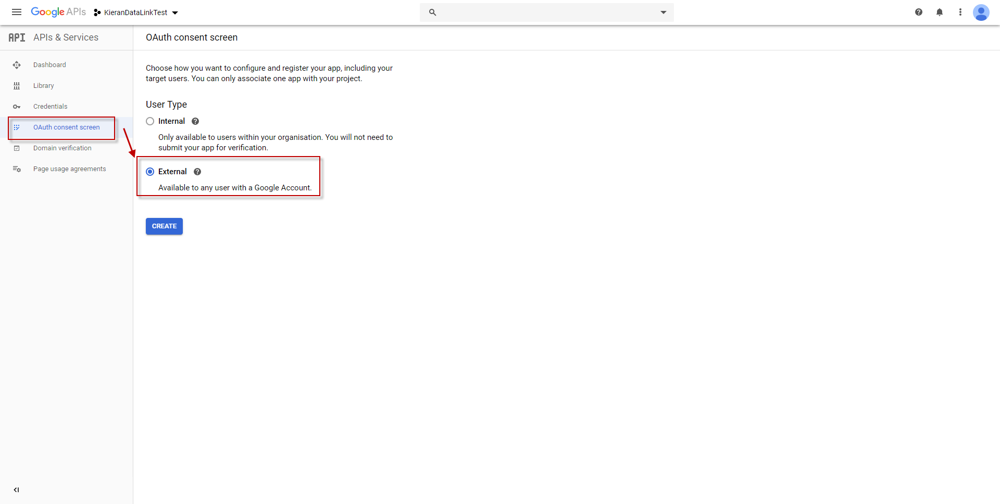 Google APIs KieranDataLinkTest
API APIs & Services
OAuth consent screen
Dashboard
Library
Credentials
OAuth consent screen
Domain verification
Page usage agreements
Choose how you want to configure and register your app, including your
target users. You can only associate one app with your project.
User Type
Internal
Only available to users within your organisation. You will not need to
submit your app for verification.
External
Available to any user with a Google Account.
CREATE